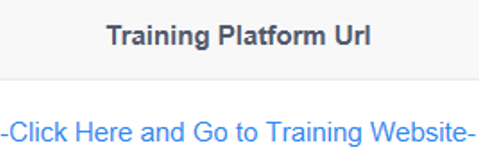 Training Platform Url
-Click Here and Go to Training Website-